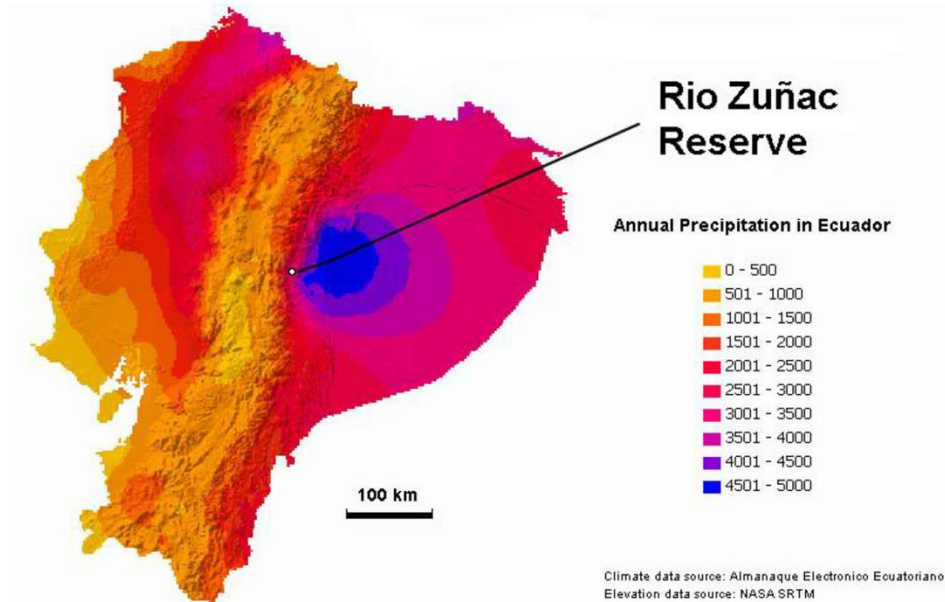 Rio Zuñac
Reserve
Annual Precipitation in Ecuador
0 - 500
501 - 1000
1001 - 1500
1501 - 2000
2001 - 2500
2501 - 3000
3001 - 3500
3501 - 4000
4001 - 4500
4501 - 5000
100 km
Climate data source: Almanaque Electronico Ecuatoriano
Elevation data source: NASA SRTM